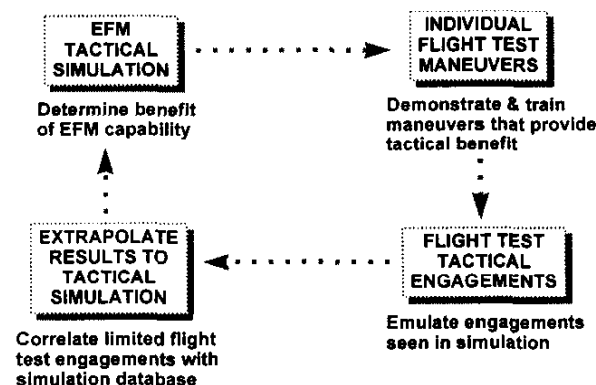 EFM
TACTICAL
SIMULATION
Determine benefit
of EFM capability
INDIVIDUAL
FLIGHT TEST
MANEUVERS
Demonstrate & train
maneuvers that provide
tactical benefit
FLIGHT TEST
TACTICAL
ENGAGEMENTS
Emulate engagements
seen in simulation
EXTRAPOLATE
RESULTS TO
TACTICAL
SIMULATION
Correlate limited flight
test engagements with
simulation database